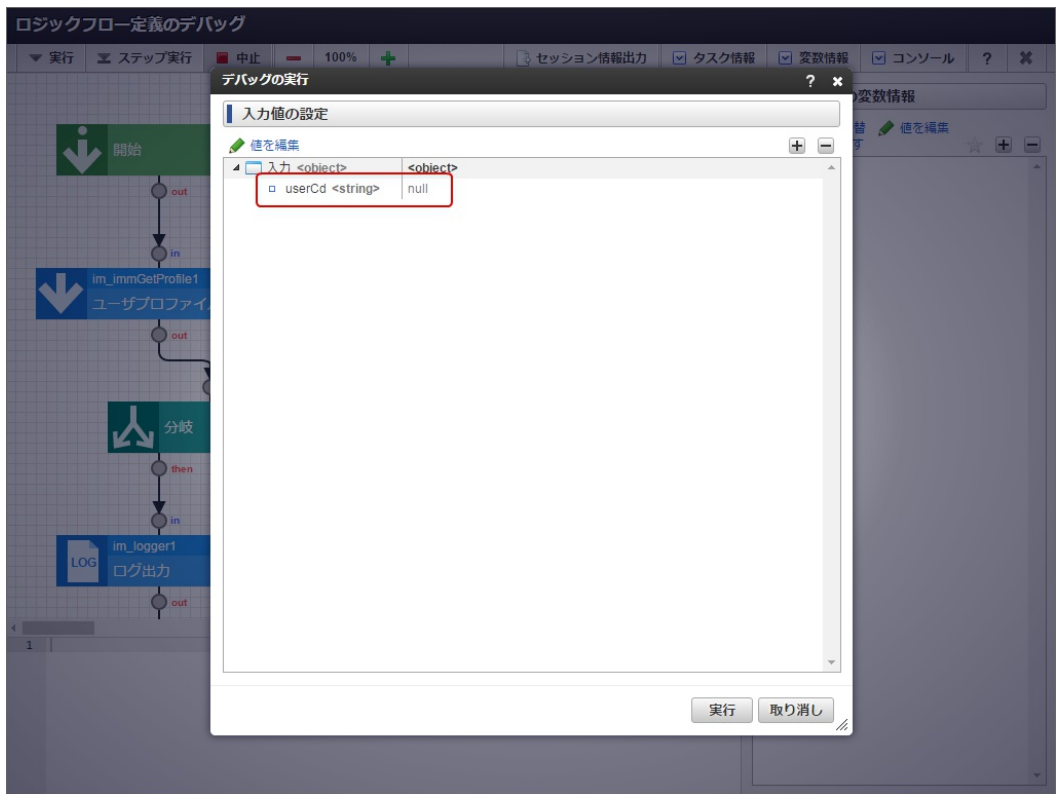 ロジックフロー定義のデバッグ
実行 ステップ実行 中止 100% セッション情報出力 タスク情報 変数情報 コンソール ?
デバッグの実行 ?
入力値の設定
変数情報
値を編集
替 値を編集
す
入力 <object> <object>
userCd <string> null
開始
out
in
im_immGetProfile1
ユーザプロファイ
out
分岐
then
in
im_logger1
LOG
ログ出力
out
1
実行 取り消し